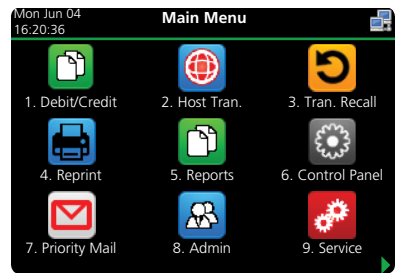 Mon Jun 04
16:20:36
Main Menu
1. Debit/Credit
2. Host Tran.
3. Tran. Recall
4. Reprint
5. Reports
6. Control Panel
7. Priority Mail
8. Admin
9. Service